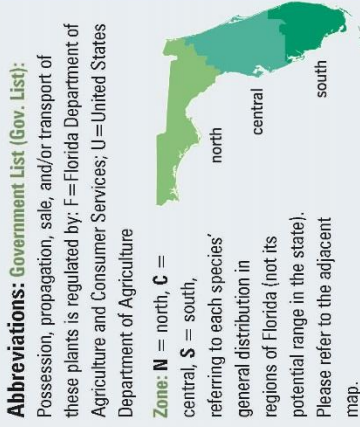 Abbreviations: Government List (Gov. List):
Possession, propagation, sale, and/or transport of
these plants is regulated by: F=Florida Department of
Agriculture and Consumer Services; U=United States
Department of Agriculture
Zone: N = north, C =
central, S = south,
referring to each species’
general distribution in
regions of Florida (not its
potential range in the state).
Please refer to the adjacent
map.
north
central
south